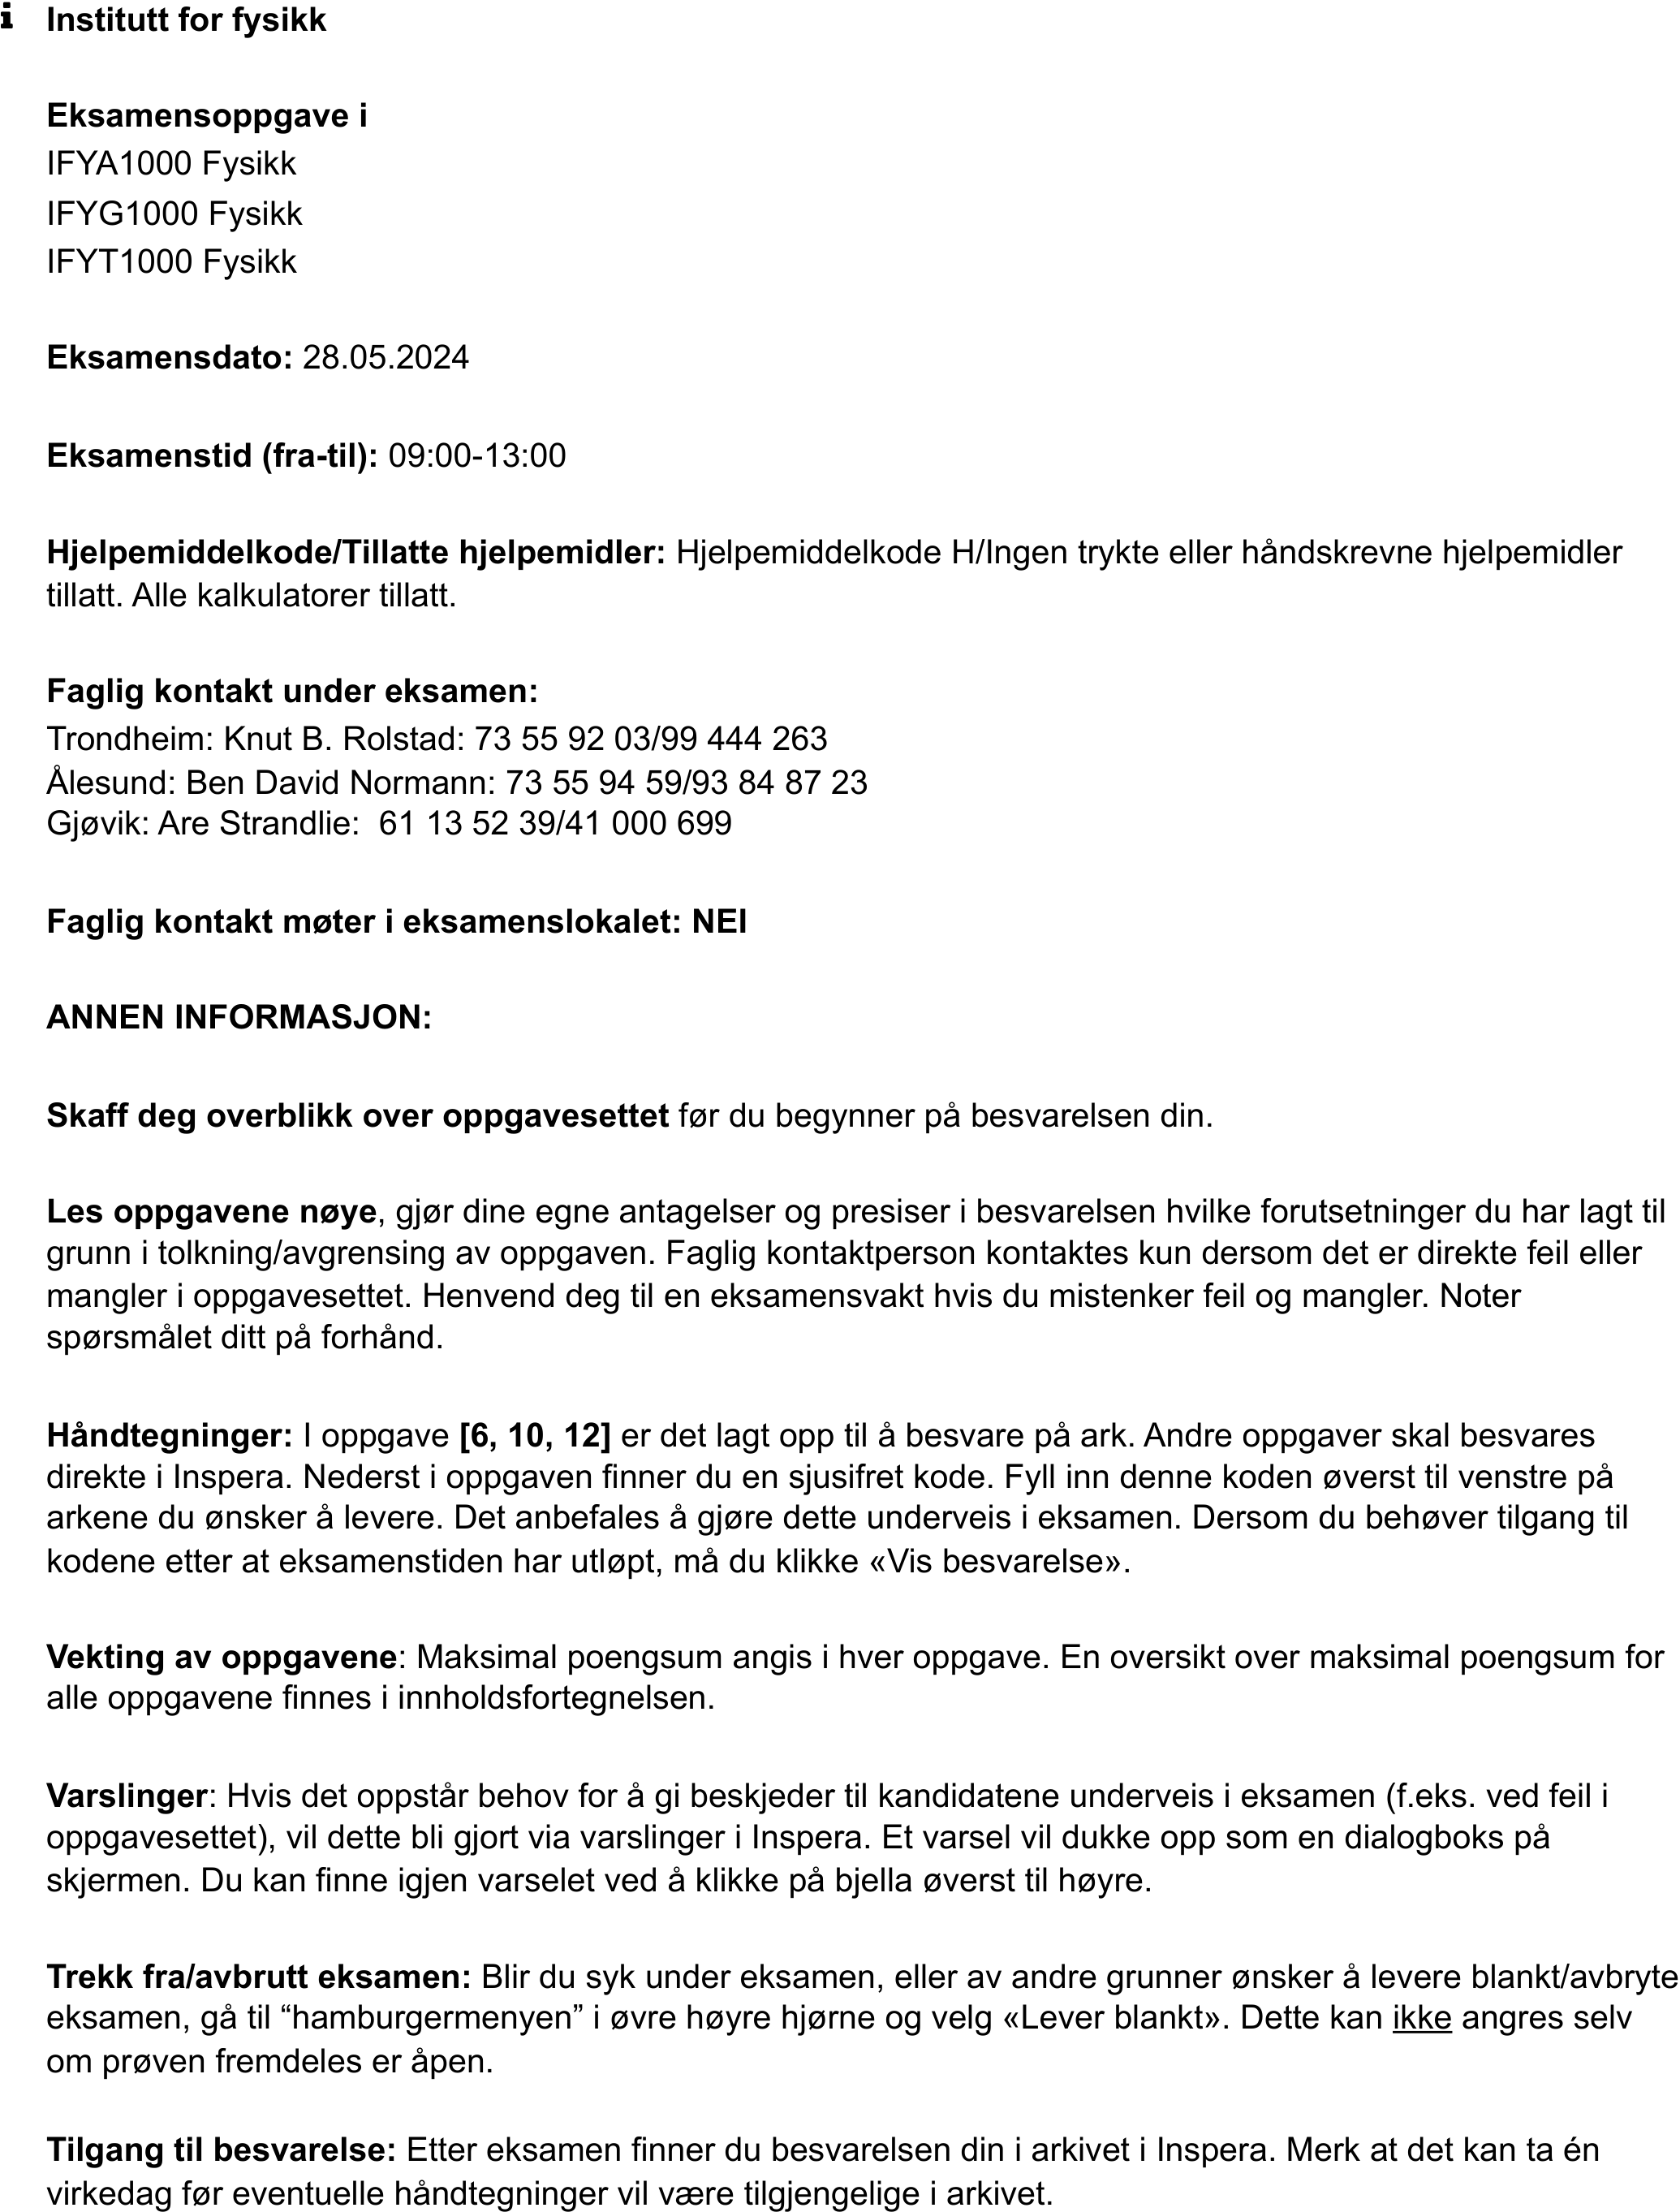 i Institutt for fysikk
Eksamensoppgave i
IFYA1000 Fysikk
IFYG1000 Fysikk
IFYT1000 Fysikk
Eksamensdato: 28.05.2024
Eksamenstid (fra-til): 09:00-13:00
Hjelpemiddelkode/Tillatte hjelpemidler: Hjelpemiddelkode H/Ingen trykte eller håndskrevne hjelpemidler
tillatt. Alle kalkulatorer tillatt.
Faglig kontakt under eksamen:
Trondheim: Knut B. Rolstad: 73 55 92 03/99 444 263
Ålesund: Ben David Normann: 73 55 94 59/93 84 87 23
Gjøvik: Are Strandlie:  61 13 52 39/41 000 699
Faglig kontakt møter i eksamenslokalet: NEI
ANNEN INFORMASJON:
Skaff deg overblikk over oppgavesettet før du begynner på besvarelsen din.
Les oppgavene nøye, gjør dine egne antagelser og presiser i besvarelsen hvilke forutsetninger du har lagt til
grunn i tolkning/avgrensing av oppgaven. Faglig kontaktperson kontaktes kun dersom det er direkte feil eller
mangler i oppgavesettet. Henvend deg til en eksamensvakt hvis du mistenker feil og mangler. Noter
spørsmålet ditt på forhånd.
Håndtegninger: I oppgave [6, 10, 12] er det lagt opp til å besvare på ark. Andre oppgaver skal besvares
direkte i Inspera. Nederst i oppgaven finner du en sjusifret kode. Fyll inn denne koden øverst til venstre på
arkene du ønsker å levere. Det anbefales å gjøre dette underveis i eksamen. Dersom du behøver tilgang til
kodene etter at eksamenstiden har utløpt, må du klikke «Vis besvarelse».
Vekting av oppgavene: Maksimal poengsum angis i hver oppgave. En oversikt over maksimal poengsum for
alle oppgavene finnes i innholdsfortegnelsen.
Varslinger: Hvis det oppstår behov for å gi beskjeder til kandidatene underveis i eksamen (f.eks. ved feil i
oppgavesettet), vil dette bli gjort via varslinger i Inspera. Et varsel vil dukke opp som en dialogboks på
skjermen. Du kan finne igjen varselet ved å klikke på bjella øverst til høyre.
Trekk fra/avbrutt eksamen: Blir du syk under eksamen, eller av andre grunner ønsker å levere blankt/avbryte
eksamen, gå til “hamburgermenyen” i øvre høyre hjørne og velg «Lever blankt». Dette kan ikke angres selv
om prøven fremdeles er åpen.
Tilgang til besvarelse: Etter eksamen finner du besvarelsen din i arkivet i Inspera. Merk at det kan ta én
virkedag før eventuelle håndtegninger vil være tilgjengelige i arkivet.